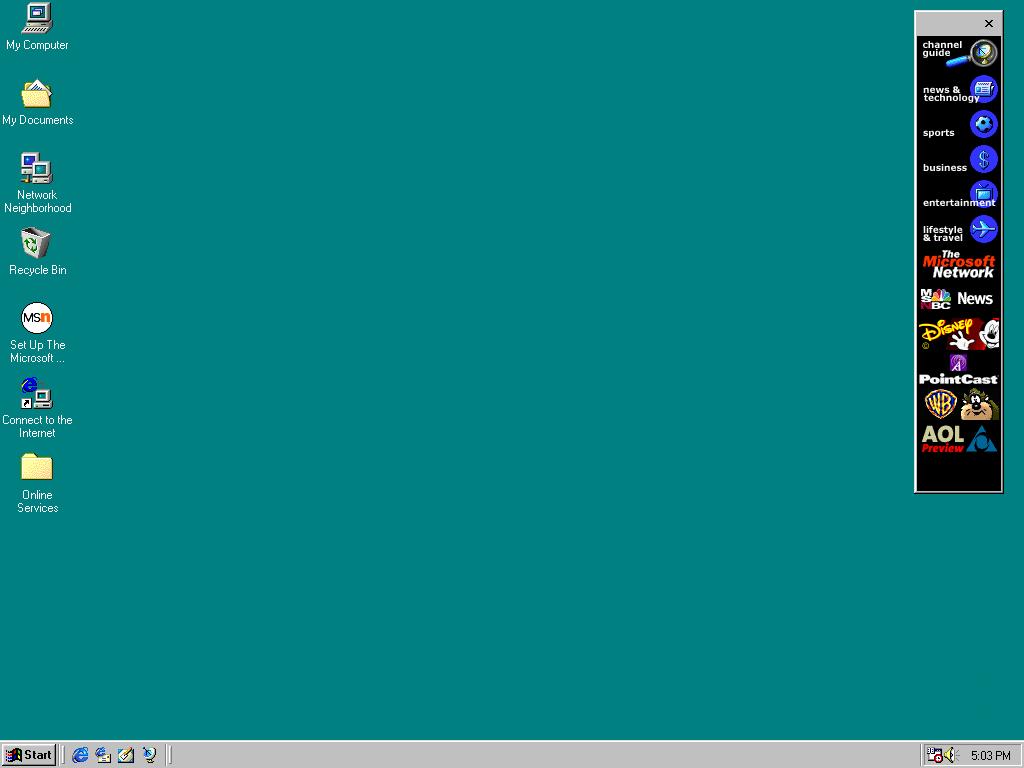 My Computer
My Documents
Network
Neighborhood
Recycle Bin
MSn
Set Up The
Microsoft ...
Connect to the
Internet
Online
Services
channel
guide
news &
technology
sports
business
entertainment
lifestyle
& travel
The
Microsoft
Network
MSNBC News
Disney
©
PointCast
WB
AOL
Preview
Start
5:03 PM